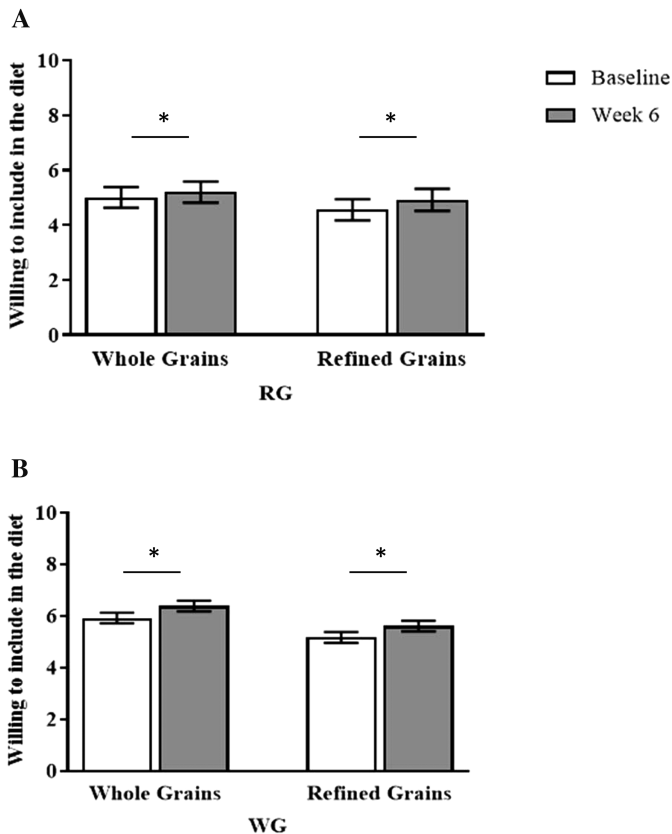 A
Willing to include in the diet
10
8
6
4
2
0
*
*
Baseline
Week 6
Whole Grains
Refined Grains
RG
B
Willing to include in the diet
10
8
6
4
2
0
*
*
Whole Grains
Refined Grains
WG